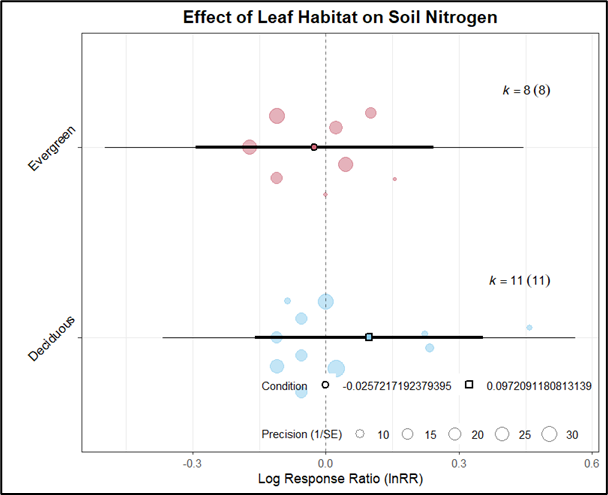 Effect of Leaf Habitat on Soil Nitrogen
k = 8 (8)
Evergreen
k = 11 (11)
Deciduous
Condition -0.0257217192379395 0.0972091180813139
Precision (1/SE) 10 15 20 25 30
-0.3 0.0 0.3 0.6
Log Response Ratio (lnRR)